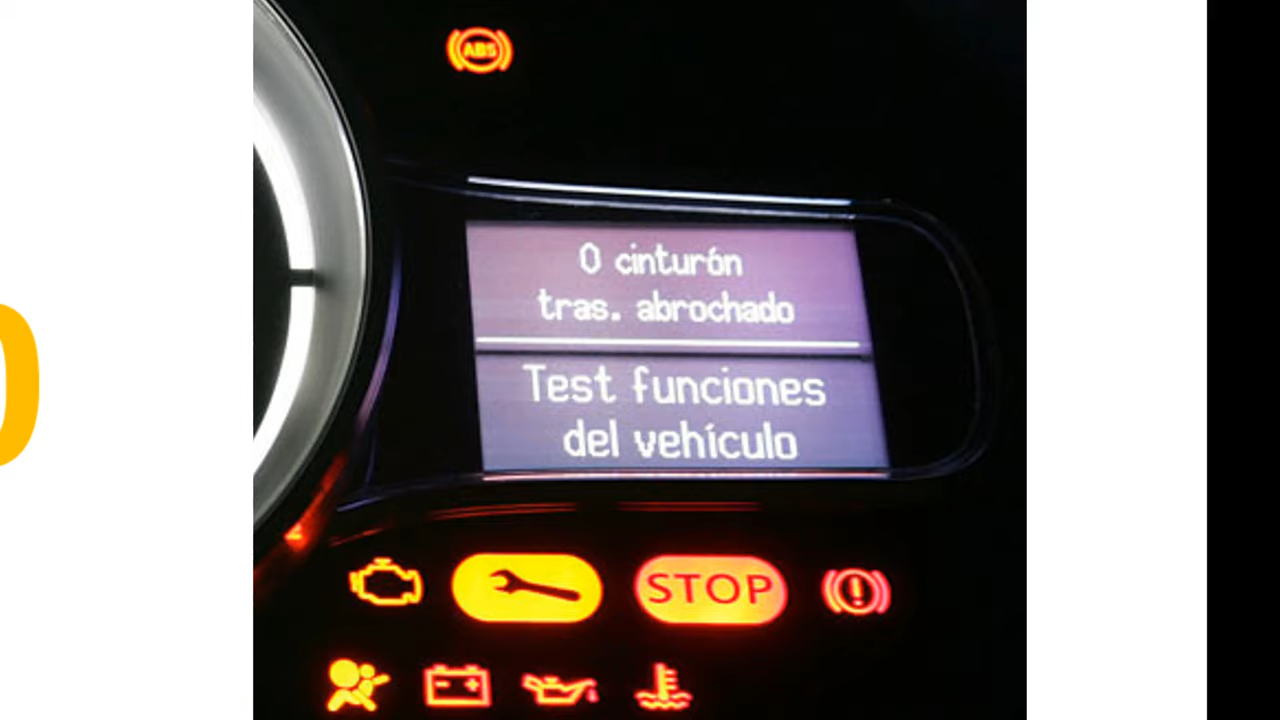 ABS
0 cinturón
tras. abrochado
Test funciones
del vehículo
STOP